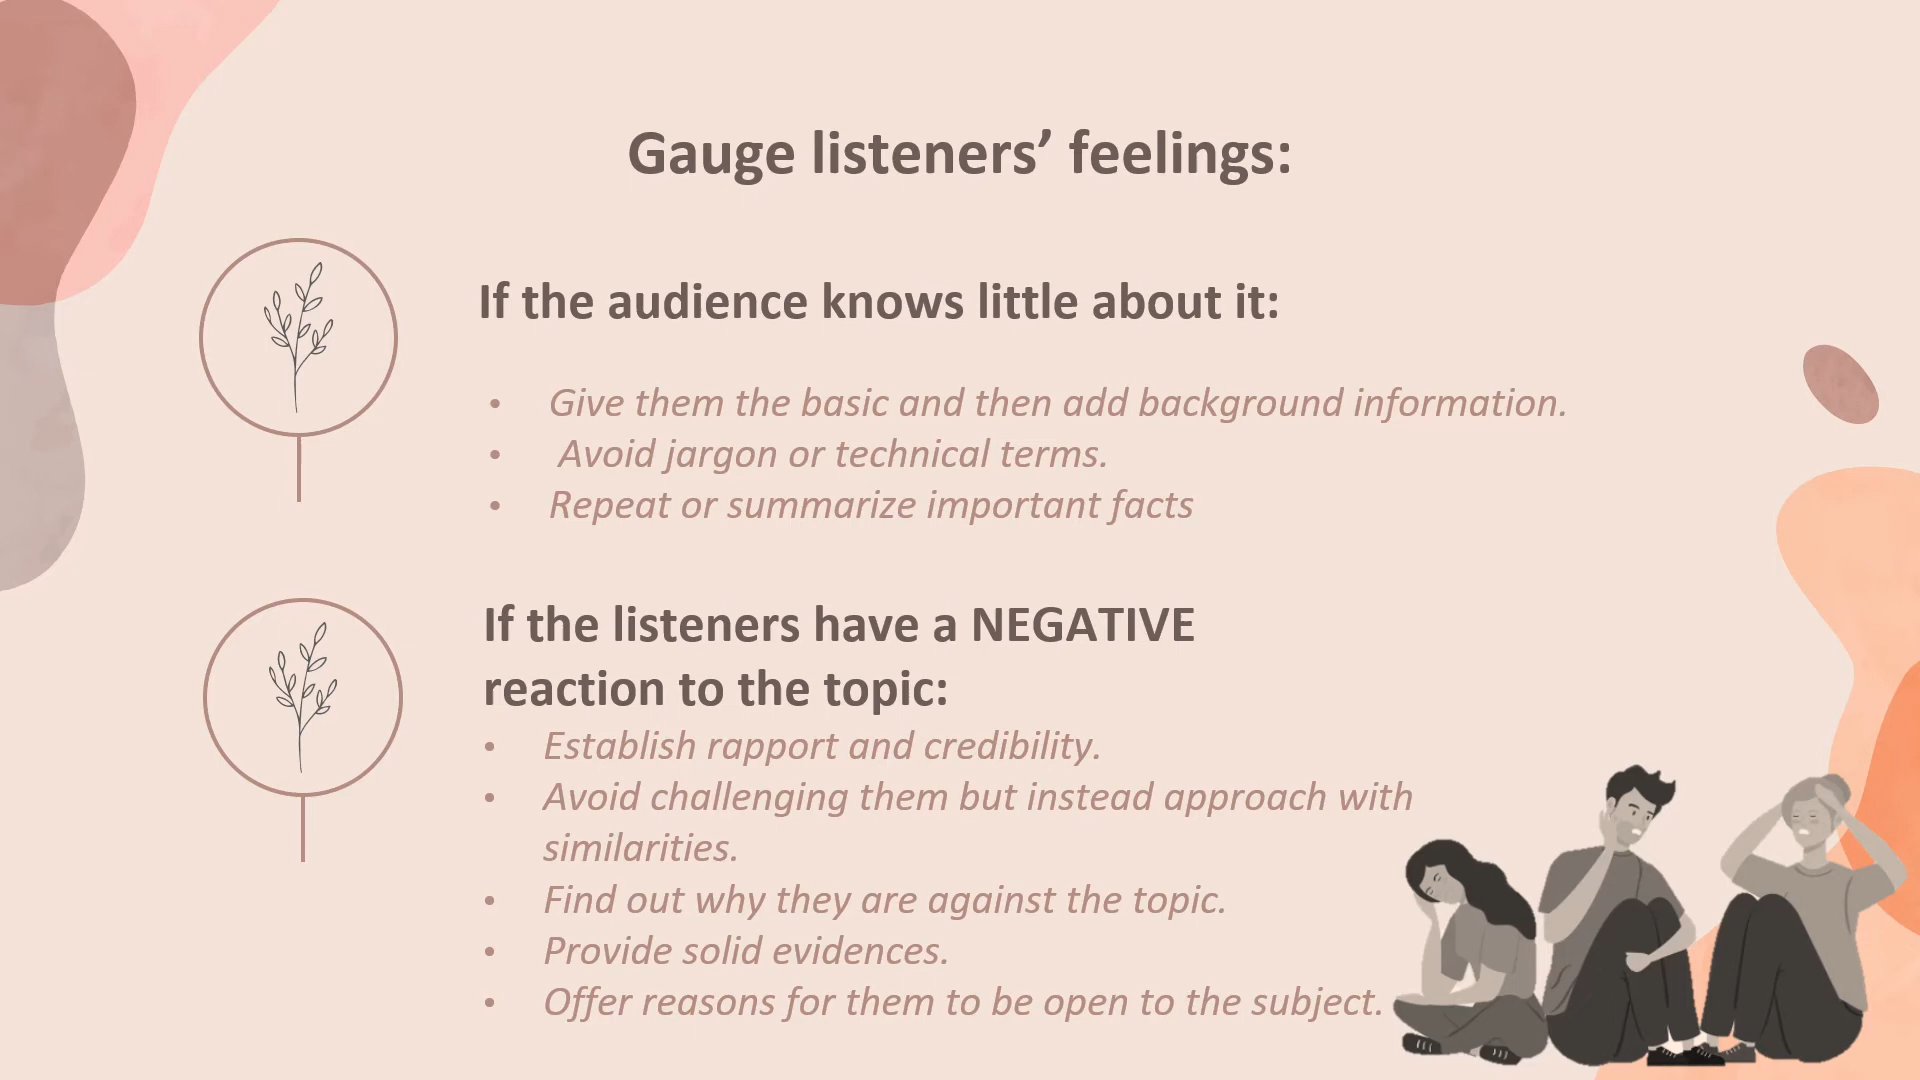 Gauge listeners’ feelings:
If the audience knows little about it:
• Give them the basic and then add background information.
• Avoid jargon or technical terms.
• Repeat or summarize important facts
If the listeners have a NEGATIVE
reaction to the topic:
• Establish rapport and credibility.
• Avoid challenging them but instead approach with
similarities.
• Find out why they are against the topic.
• Provide solid evidences.
• Offer reasons for them to be open to the subject.